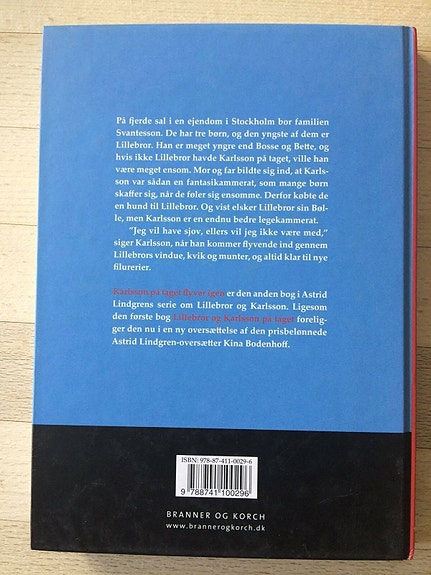 På fjerde sal i en ejendom i Stockholm bor familien
Svantesson. De har tre børn, og den yngste af dem er
Lillebror. Han er meget yngre end Bosse og Bette, og
hvis ikke Lillebror havde Karlsson på taget, ville han
være meget ensom. Mor og far bildte sig ind, at Karls-
son var sådan en fantasikammerat, som mange børn
skaffer sig, når de føler sig ensomme. Derfor købte de
en hund til Lillebror. Og vist elsker Lillebror sin Bøl-
le, men Karlsson er en endnu bedre legekammerat.
"Jeg vil have sjov, ellers vil jeg ikke være med,"
siger Karlsson, når han kommer flyvende ind gennem
Lillebrors vindue, kvik og munter, og altid klar til nye
filurerier.
Karlsson på taget flyver igen er den anden bog i Astrid
Lindgrens serie om Lillebror og Karlsson. Ligesom
den første bog Lillebror og Karlsson på taget forelig-
ger den nu i en ny oversættelse af den prisbelønnede
Astrid Lindgren-oversætter Kina Bodenhoff.
ISBN: 978-87-411-0029-6
9 788741 100296
BRANNER OG KORCH
www.brannerogkorch.dk